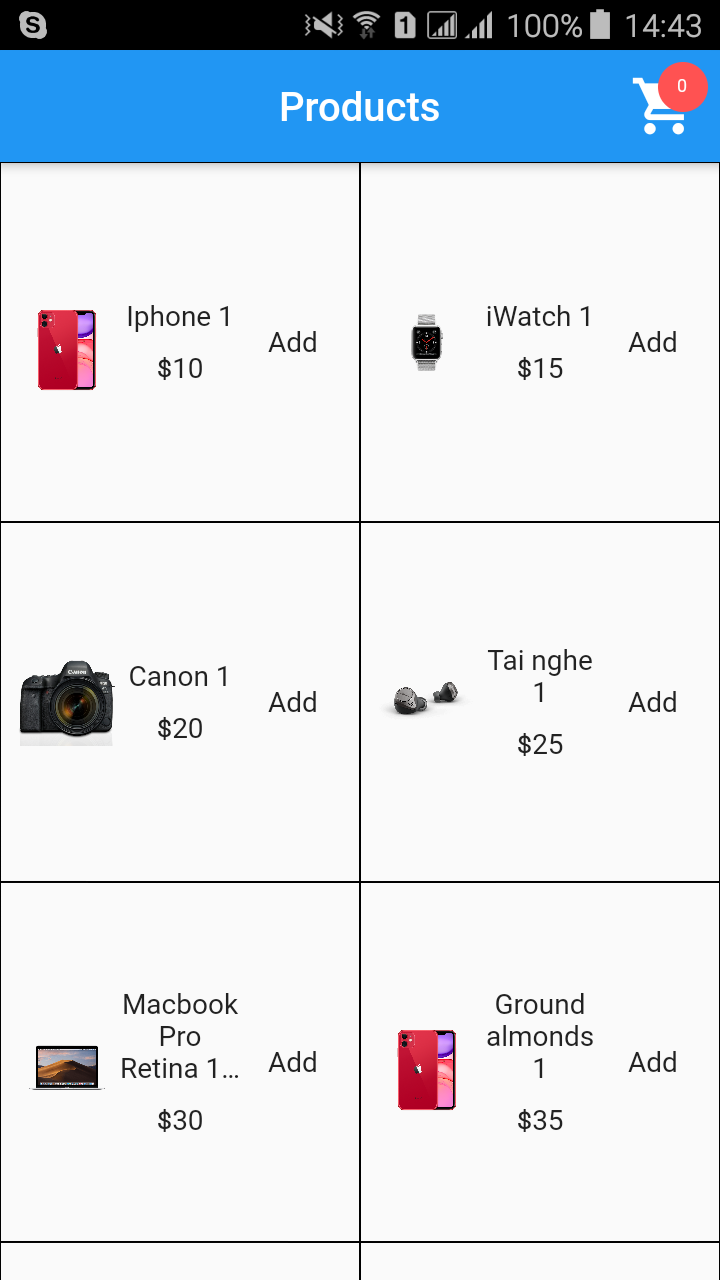 S
1
100%
14:43
Products
0
Iphone 1
$10
Add
iWatch 1
$15
Add
Canon
Canon 1
$20
Add
Tai nghe
1
$25
Add
Macbook
Pro
Retina 1...
$30
Add
Ground
almonds
1
$35
Add